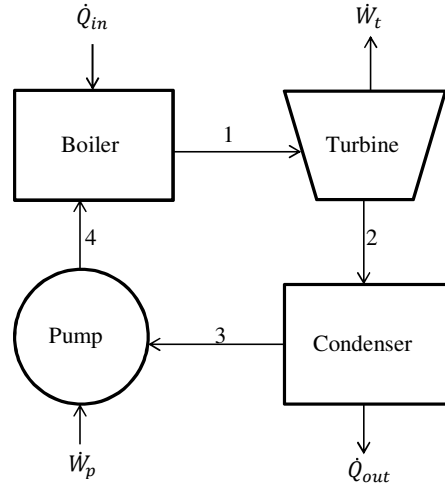 Q̇in
Ẇt
Boiler
1
Turbine
4
2
Pump
3
Condenser
Ẇp
Q̇out